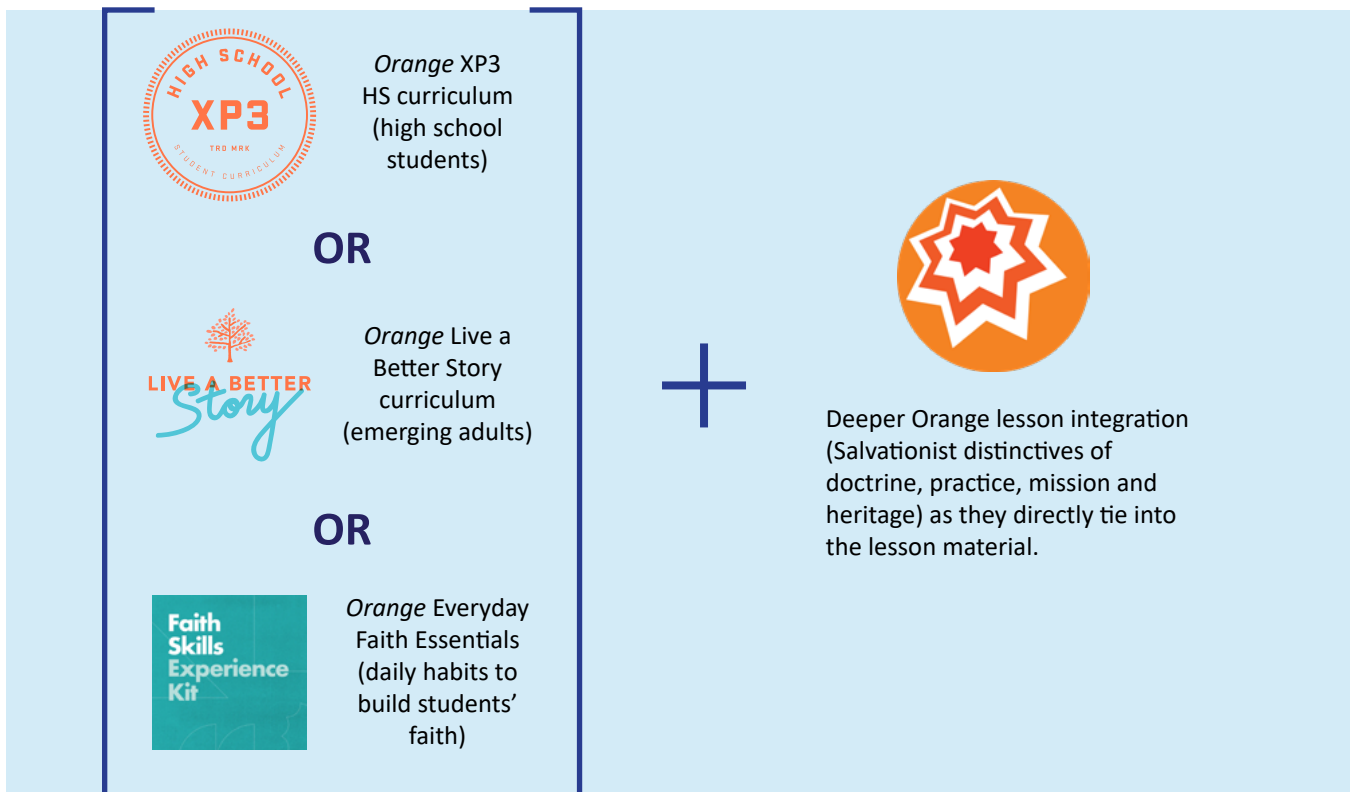 HIGH SCHOOL
XP3
TRD MRK
STUDENT CURRICULUM
Orange XP3
HS curriculum
(high school
students)
OR
LIVE A BETTER
Story
Orange Live a
Better Story
curriculum
(emerging adults)
OR
Faith
Skills
Experience
Kit
Orange Everyday
Faith Essentials
(daily habits to
build students’
faith)
+
Deeper Orange lesson integration
(Salvationist distinctives of
doctrine, practice, mission and
heritage) as they directly tie into
the lesson material.